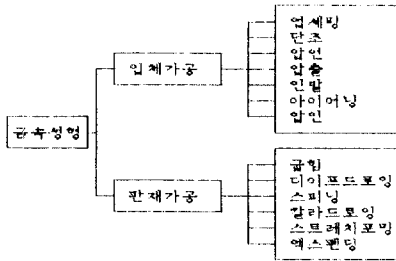 업세팅
단조
압연
입체가공
압출
인발
아이어닝
압인
금속성형
굽힘
디이프드로잉
스피닝
판재가공
칼라드로잉
스트레치포밍
엑스팬딩